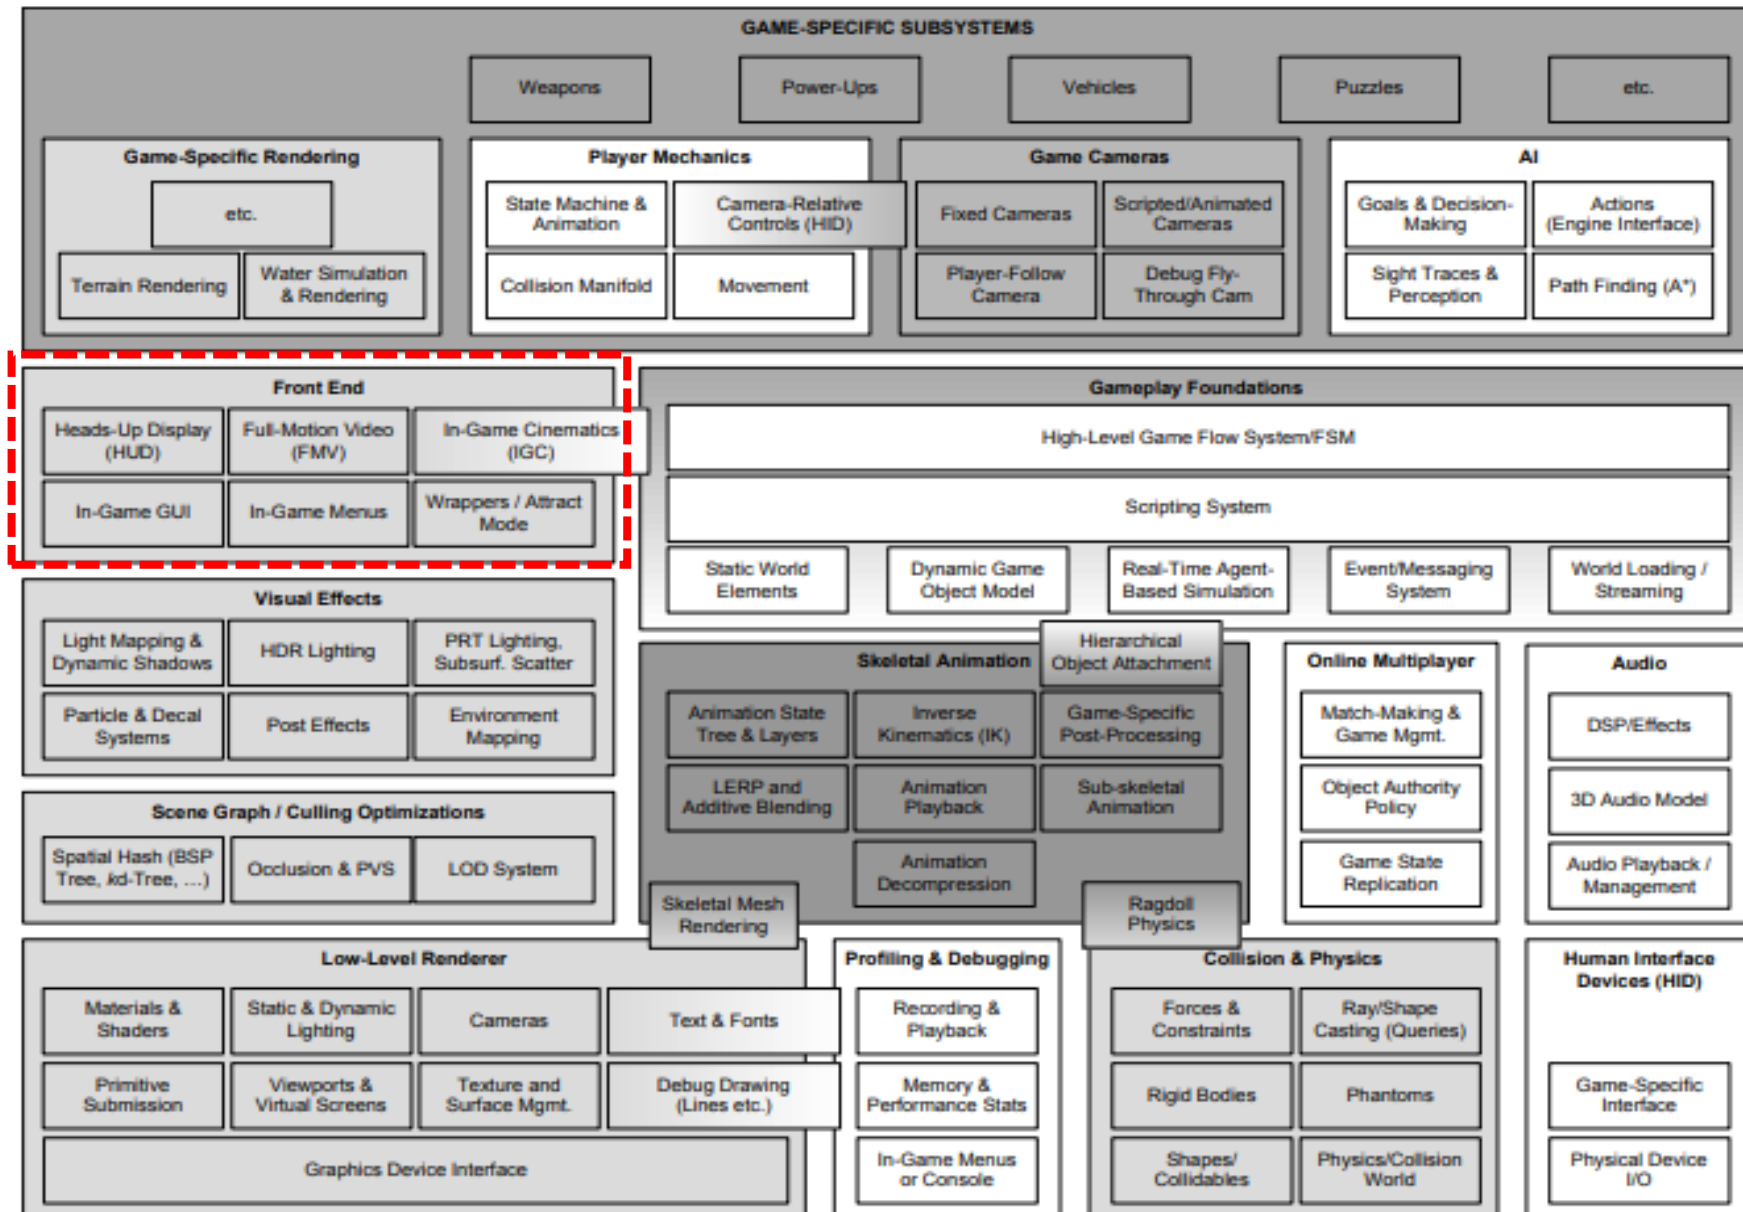 GAME-SPECIFIC SUBSYSTEMS
Weapons
Power-Ups
Vehicles
Puzzles
etc.
Game-Specific Rendering
etc.
Terrain Rendering
Water Simulation
& Rendering
Player Mechanics
State Machine &
Animation
Camera-Relative
Controls (HID)
Collision Manifold
Movement
Game Cameras
Fixed Cameras
Scripted/Animated
Cameras
Player-Follow
Camera
Debug Fly-
Through Cam
AI
Goals & Decision-
Making
Actions
(Engine Interface)
Sight Traces &
Perception
Path Finding (A*)
Front End
Heads-Up Display
(HUD)
Full-Motion Video
(FMV)
In-Game Cinematics
(IGC)
In-Game GUI
In-Game Menus
Wrappers / Attract
Mode
Gameplay Foundations
High-Level Game Flow System/FSM
Scripting System
Static World
Elements
Dynamic Game
Object Model
Real-Time Agent-
Based Simulation
Event/Messaging
System
World Loading /
Streaming
Visual Effects
Light Mapping &
Dynamic Shadows
HDR Lighting
PRT Lighting,
Subsurf. Scatter
Particle & Decal
Systems
Post Effects
Environment
Mapping
Skeletal Animation
Hierarchical
Object Attachment
Animation State
Tree & Layers
Inverse
Kinematics (IK)
Game-Specific
Post-Processing
LERP and
Additive Blending
Animation
Playback
Sub-skeletal
Animation
Animation
Decompression
Skeletal Mesh
Rendering
Ragdoll
Physics
Online Multiplayer
Match-Making &
Game Mgmt.
Object Authority
Policy
Game State
Replication
Audio
DSP/Effects
3D Audio Model
Audio Playback /
Management
Scene Graph / Culling Optimizations
Spatial Hash (BSP
Tree, kd-Tree, …)
Occlusion & PVS
LOD System
Low-Level Renderer
Materials &
Shaders
Static & Dynamic
Lighting
Cameras
Text & Fonts
Primitive
Submission
Viewports &
Virtual Screens
Texture and
Surface Mgmt.
Debug Drawing
(Lines etc.)
Graphics Device Interface
Profiling & Debugging
Recording &
Playback
Memory &
Performance Stats
In-Game Menus
or Console
Collision & Physics
Forces &
Constraints
Ray/Shape
Casting (Queries)
Rigid Bodies
Phantoms
Shapes/
Collidables
Physics/Collision
World
Human Interface
Devices (HID)
Game-Specific
Interface
Physical Device
I/O